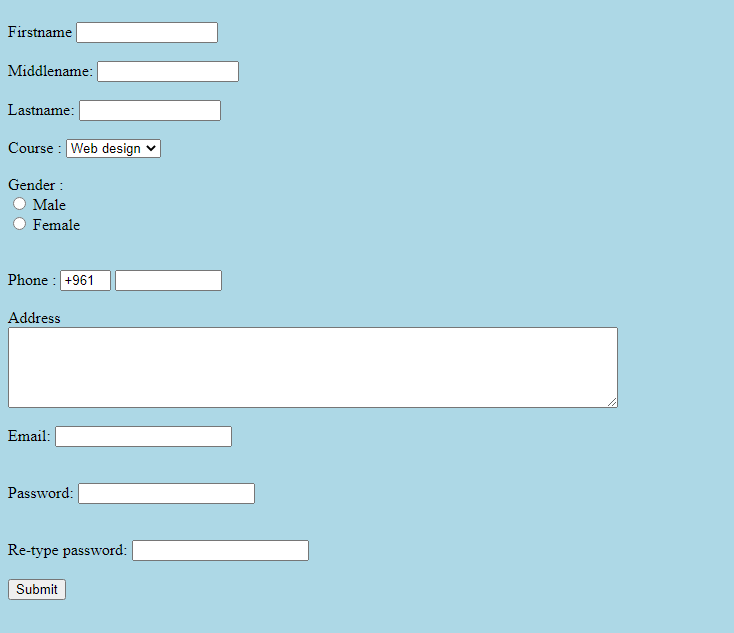 Firstname
Middlename:
Lastname:
Course : Web design
Gender :
Male
Female
Phone : +961
Address
Email:
Password:
Re-type password:
Submit